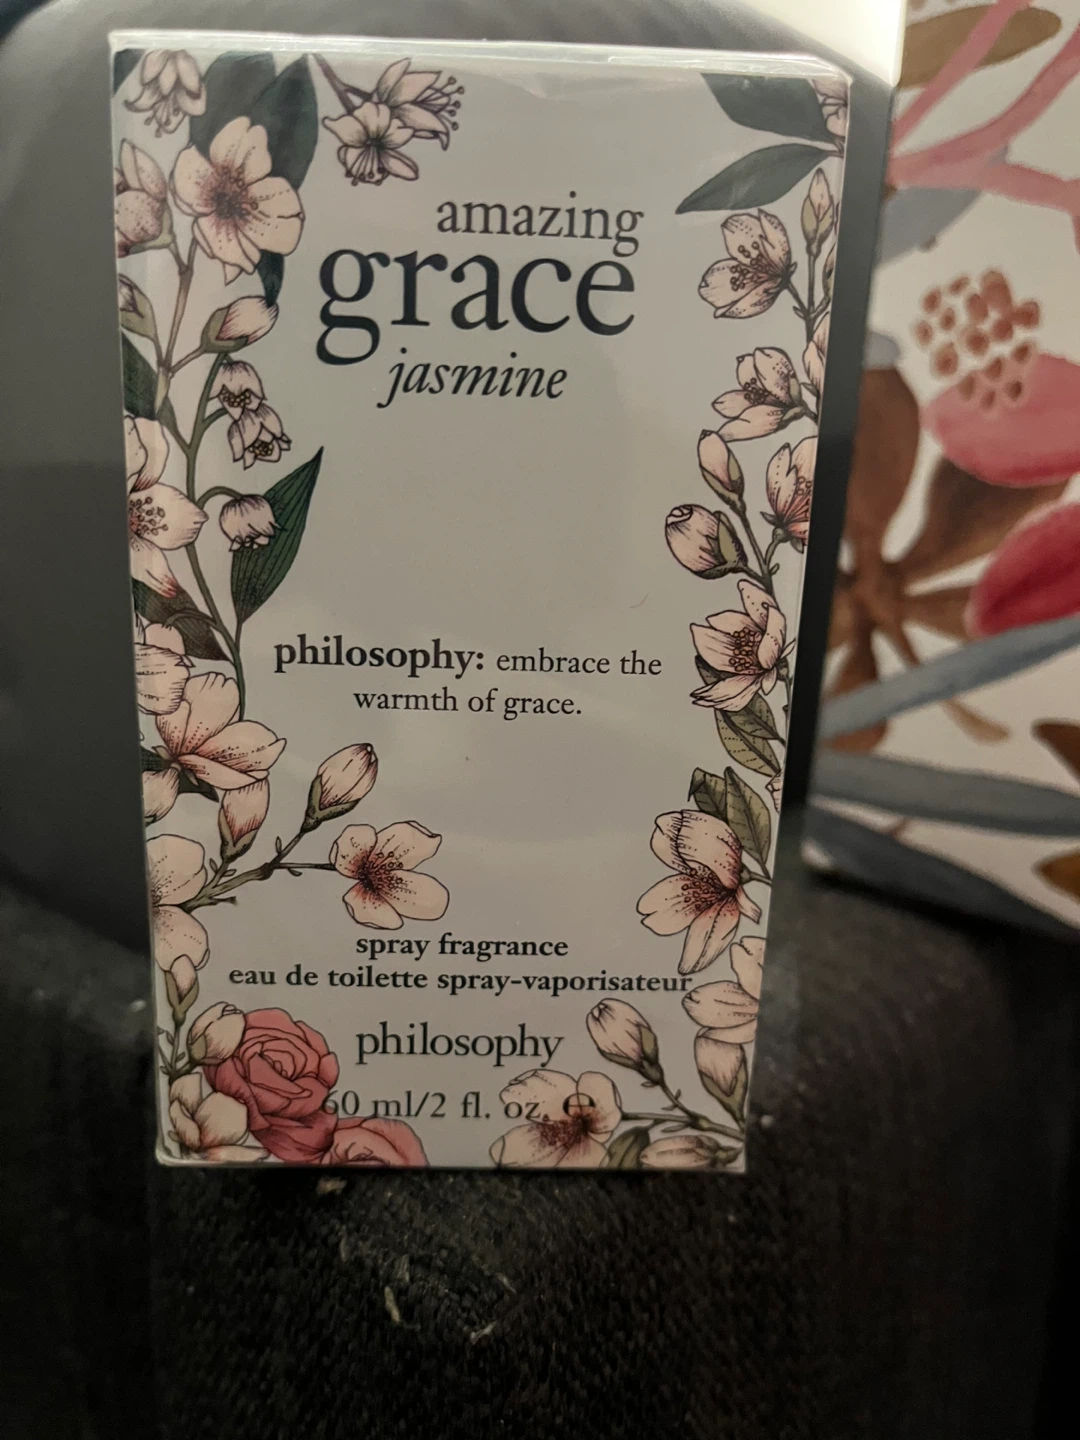 amazing
grace
jasmine
philosophy: embrace the
warmth of grace.
spray fragrance
eau de toilette spray-vaporisateur
philosophy
60 ml/2 fl. oz. ℮